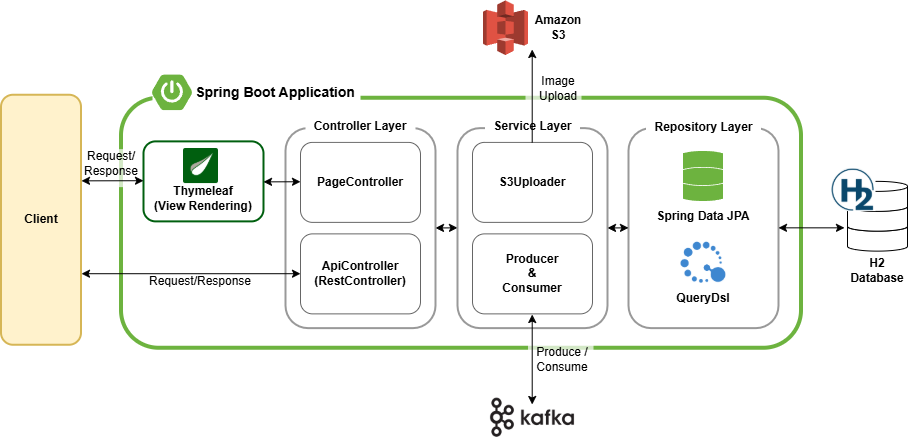 Amazon
S3
Image
Upload
Spring Boot Application
Controller Layer
Service Layer
Repository Layer
Request/
Response
Thymeleaf
(View Rendering)
PageController
S3Uploader
Spring Data JPA
Client
H2
H2
Database
Request/Response
ApiController
(RestController)
Producer
&
Consumer
QueryDsl
Produce /
Consume
kafka